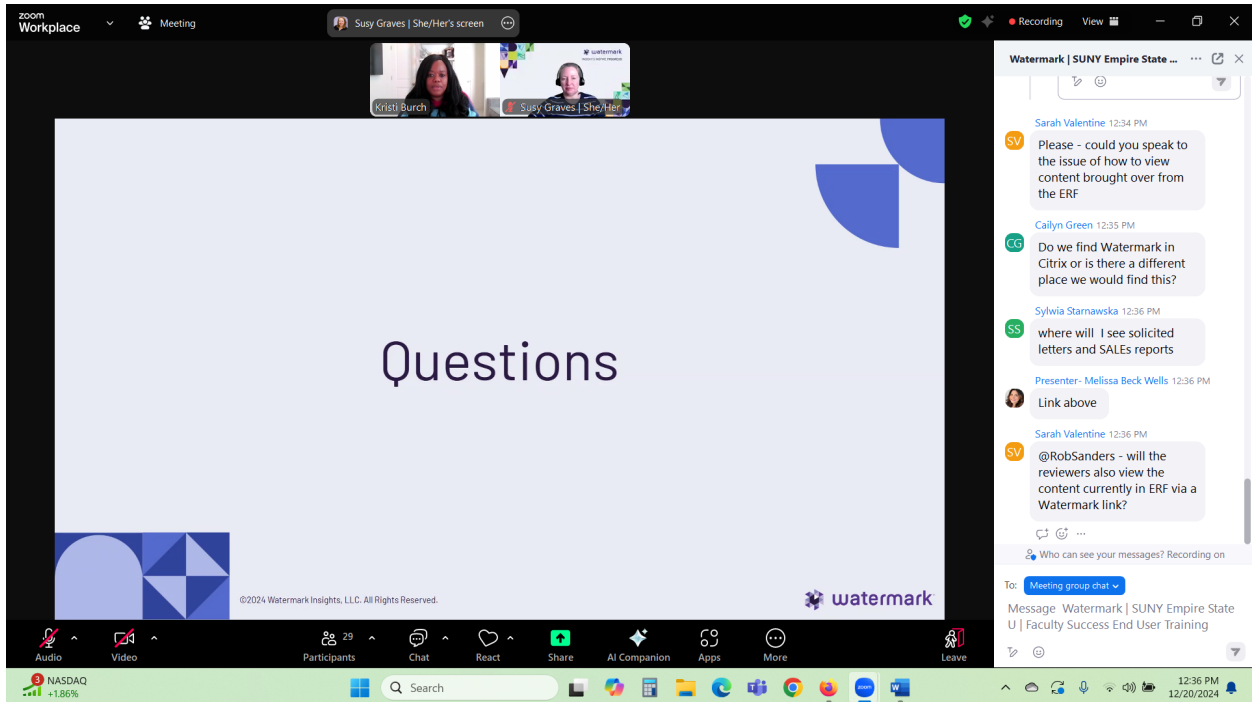 zoom
Workplace
Meeting
Susy Graves | She/Her's screen
Recording
View
Kristi Burch
watermark
Susy Graves | She/Her
Questions
©2024 Watermark Insights, LLC. All Rights Reserved.
watermark
Watermark | SUNY Empire State ...
Sarah Valentine 12:34 PM
SV
Please - could you speak to
the issue of how to view
content brought over from
the ERF
Cailyn Green 12:35 PM
CG
Do we find Watermark in
Citrix or is there a different
place we would find this?
Sylwia Starnawska 12:36 PM
SS
where will I see solicited
letters and SALEs reports
Presenter- Melissa Beck Wells 12:36 PM
Link above
Sarah Valentine 12:36 PM
SV
@RobSanders - will the
reviewers also view the
content currently in ERF via a
Watermark link?
Who can see your messages? Recording on
To: Meeting group chat
Message Watermark | SUNY Empire State
U | Faculty Success End User Training
Audio
Video
29
Participants
Chat
React
Share
AI Companion
Apps
More
Leave
3
NASDAQ
+1.86%
Search
zoom
12:36 PM
12/20/2024